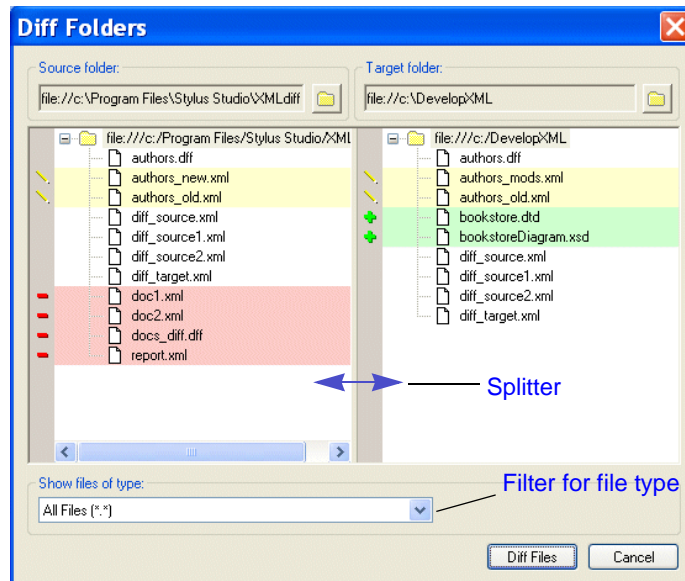 Diff Folders
Source folder:
file://c:\Program Files\Stylus Studio\XMLdiff
Target folder:
file://c:\DevelopXML
file:///c:/Program Files/Stylus Studio/XML
authors.dff
authors_new.xml
authors_old.xml
diff_source.xml
diff_source1.xml
diff_source2.xml
diff_target.xml
doc1.xml
doc2.xml
docs_diff.dff
report.xml
file:///c:/DevelopXML
authors.dff
authors_mods.xml
authors_old.xml
bookstore.dtd
bookstoreDiagram.xsd
diff_source.xml
diff_source1.xml
diff_source2.xml
diff_target.xml
Splitter
Show files of type:
Filter for file type
All Files (*.*)
Diff Files
Cancel